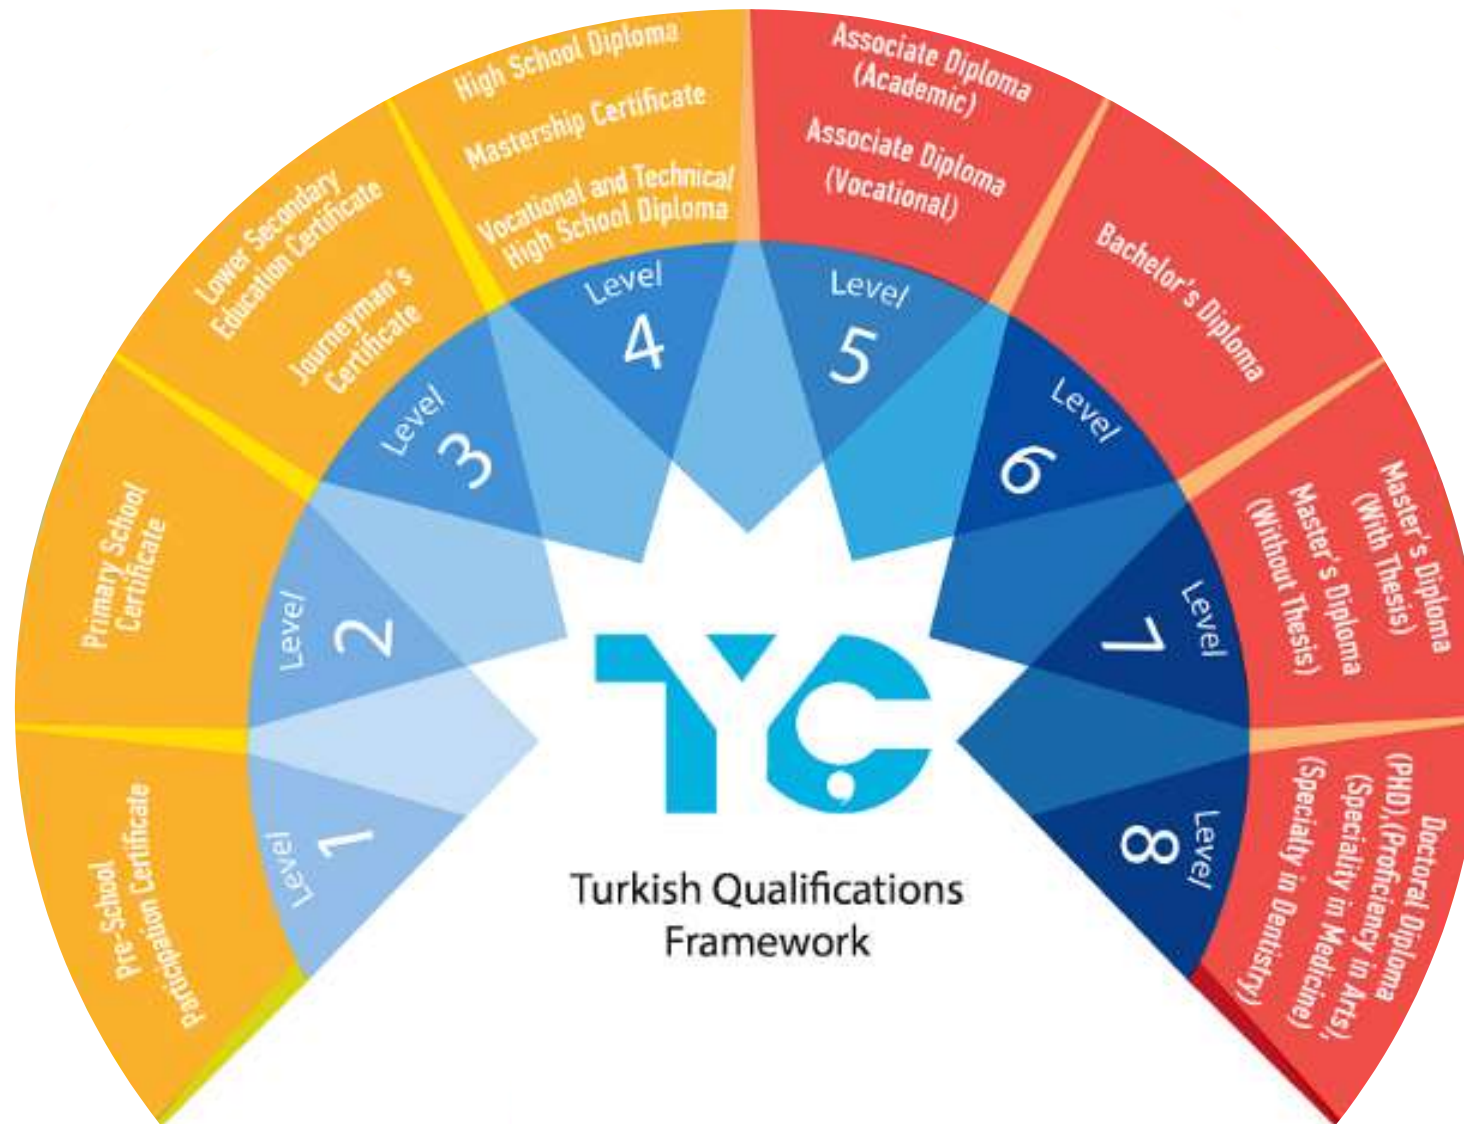 Pre-School
Participation Certificate
Level
1
Primary School
Certificate
Level
2
Lower Secondary
Education Certificate
Journeyman's
Certificate
Level
3
High School Diploma
Mastership Certificate
Vocational and Technical
High School Diploma
Level
4
Associate Diploma
(Academic)
Associate Diploma
(Vocational)
Level
5
Bachelor's Diploma
Level
6
Master's Diploma
(With Thesis)
Master's Diploma
(Without Thesis)
Level
7
Doctoral Diploma
(PHD),(Proficiency in Arts),
(Speciality in Medicine)
(Specialty in Dentistry)
Level
8
TYÇ
Turkish Qualifications
Framework